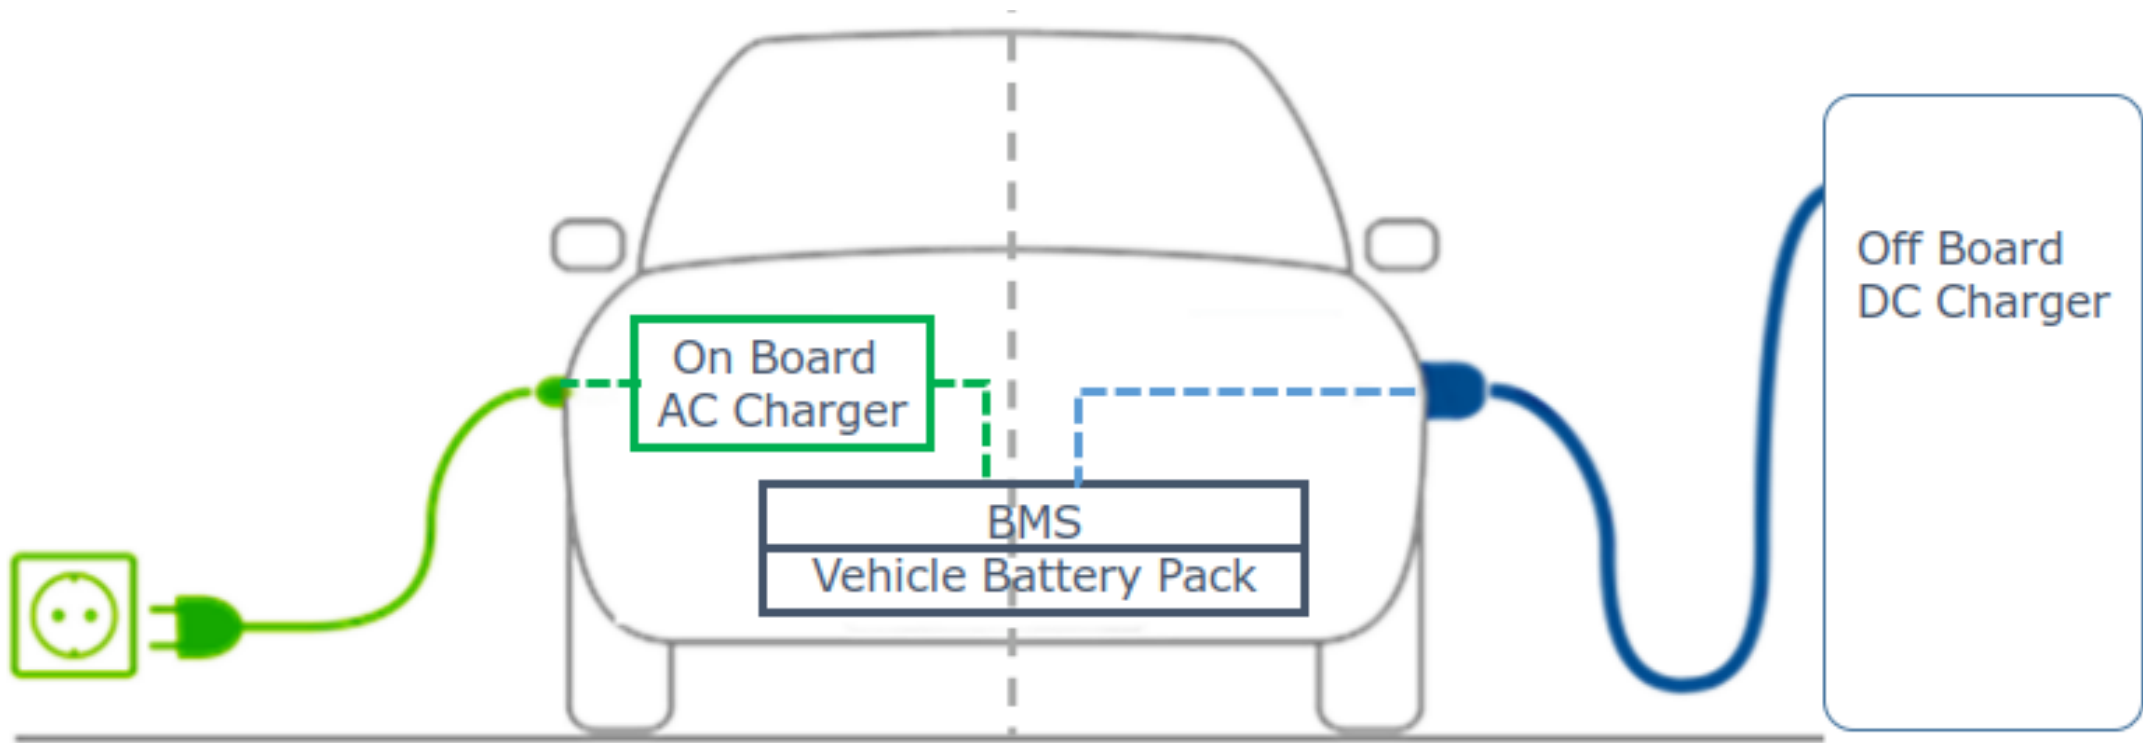 On Board
AC Charger
BMS
Vehicle Battery Pack
Off Board
DC Charger